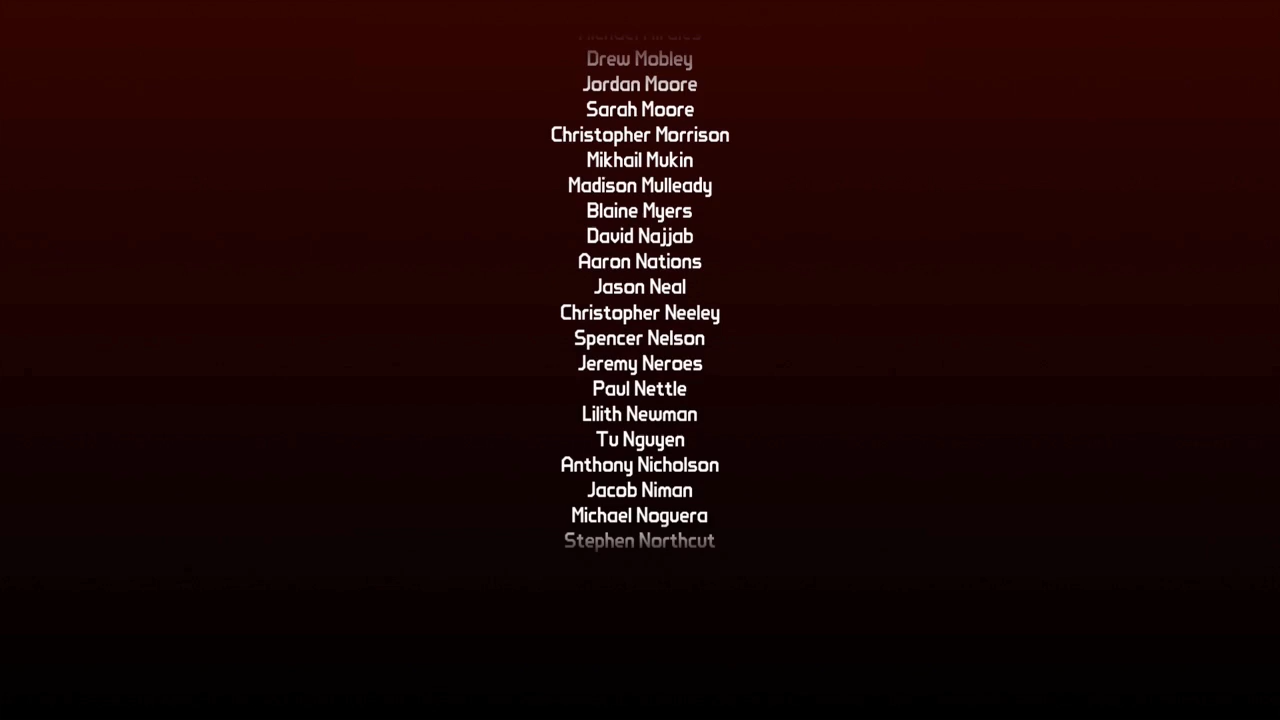 Drew Mobley
Jordan Moore
Sarah Moore
Christopher Morrison
Mikhail Mukin
Madison Mulleady
Blaine Myers
David Najjab
Aaron Nations
Jason Neal
Christopher Neeley
Spencer Nelson
Jeremy Neroes
Paul Nettle
Lilith Newman
Tu Nguyen
Anthony Nicholson
Jacob Niman
Michael Noguera
Stephen Northcut